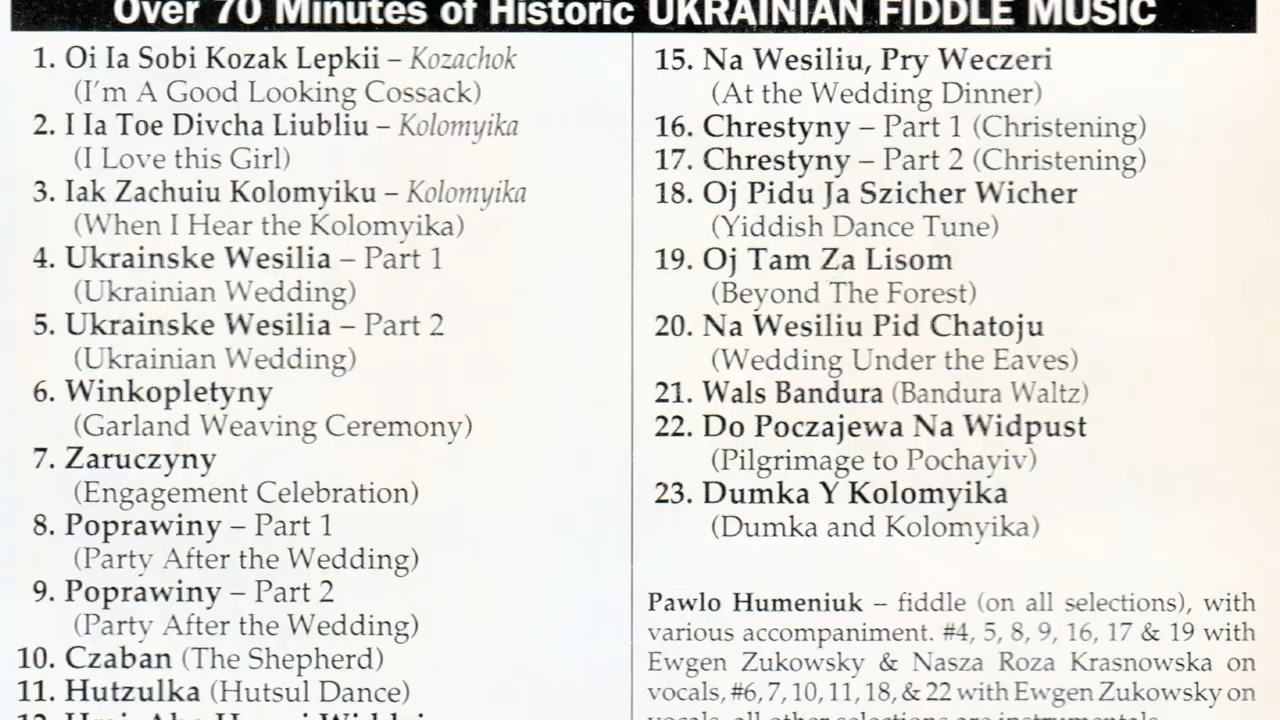 Over 70 Minutes of Historic UKRAINIAN FIDDLE MUSIC
1. Oi Ia Sobi Kozak Lepkii – Kozachok
(I'm A Good Looking Cossack)
2. I Ia Toe Divcha Liubliu – Kolomyika
(I Love this Girl)
3. Iak Zachuiu Kolomyiku – Kolomyika
(When I Hear the Kolomyika)
4. Ukrainske Wesilia – Part 1
(Ukrainian Wedding)
5. Ukrainske Wesilia – Part 2
(Ukrainian Wedding)
6. Winkopletyny
(Garland Weaving Ceremony)
7. Zaruczyny
(Engagement Celebration)
8. Poprawiny – Part 1
(Party After the Wedding)
9. Poprawiny – Part 2
(Party After the Wedding)
10. Czaban (The Shepherd)
11. Hutzulka (Hutsul Dance)
15. Na Wesiliu, Pry Weczeri
(At the Wedding Dinner)
16. Chrestyny – Part 1 (Christening)
17. Chrestyny – Part 2 (Christening)
18. Oj Pidu Ja Szicher Wicher
(Yiddish Dance Tune)
19. Oj Tam Za Lisom
(Beyond The Forest)
20. Na Wesiliu Pid Chatoju
(Wedding Under the Eaves)
21. Wals Bandura (Bandura Waltz)
22. Do Poczajewa Na Widpust
(Pilgrimage to Pochayiv)
23. Dumka Y Kolomyika
(Dumka and Kolomyika)
Pawlo Humeniuk – fiddle (on all selections), with
various accompaniment. #4, 5, 8, 9, 16, 17 & 19 with
Ewgen Zukowsky & Nasza Roza Krasnowska on
vocals, #6, 7, 10, 11, 18, & 22 with Ewgen Zukowsky on
vocals, all other selections are instrumentals